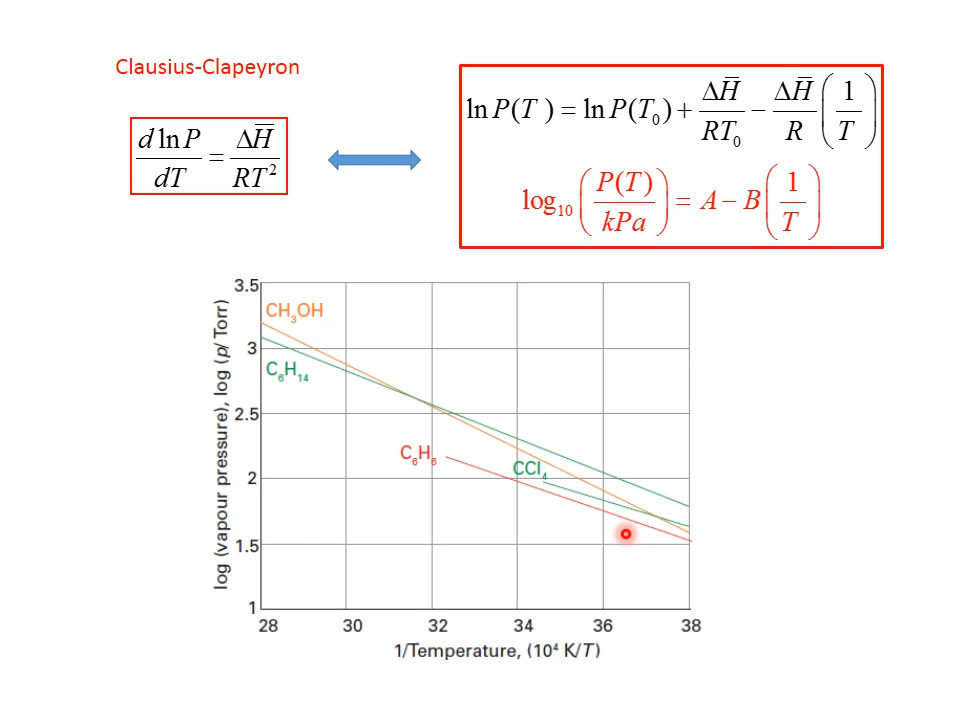 Clausius-Clapeyron
d ln P / dT = ΔH̅ / RT²
ln P(T ) = ln P(T₀) + ΔH̅ / RT₀ − ΔH̅ / R (1 / T)
log₁₀ (P(T) / kPa) = A − B (1 / T)
log (vapour pressure), log (p/ Torr)
3.5
3
2.5
2
1.5
1
CH₃OH
C₆H₁₄
C₆H₆
CCl₄
28 30 32 34 36 38
1/Temperature, (10⁴ K/T)